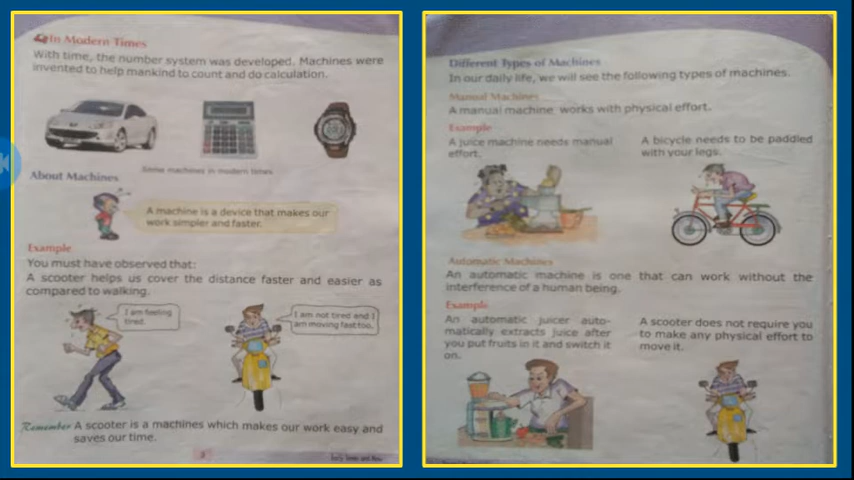 In Modern Times
With time, the number system was developed. Machines were
invented to help mankind to count and do calculation.
Some machines in modern times
About Machines
A machine is a device that makes our
work simpler and faster.
Example
You must have observed that:
A scooter helps us cover the distance faster and easier as
compared to walking.
I am feeling
tired.
I am not tired and I
am moving fast too.
Remember A scooter is a machines which makes our work easy and
saves our time.
3
Early Times and Now
Different Types of Machines
In our daily life, we will see the following types of machines.
Manual Machines
A manual machine works with physical effort.
Example
A juice machine needs manual
effort.
A bicycle needs to be paddled
with your legs.
Automatic Machines
An automatic machine is one that can work without the
interference of a human being.
Example
An automatic juicer auto-
matically extracts juice after
you put fruits in it and switch it
on.
A scooter does not require you
to make any physical effort to
move it.